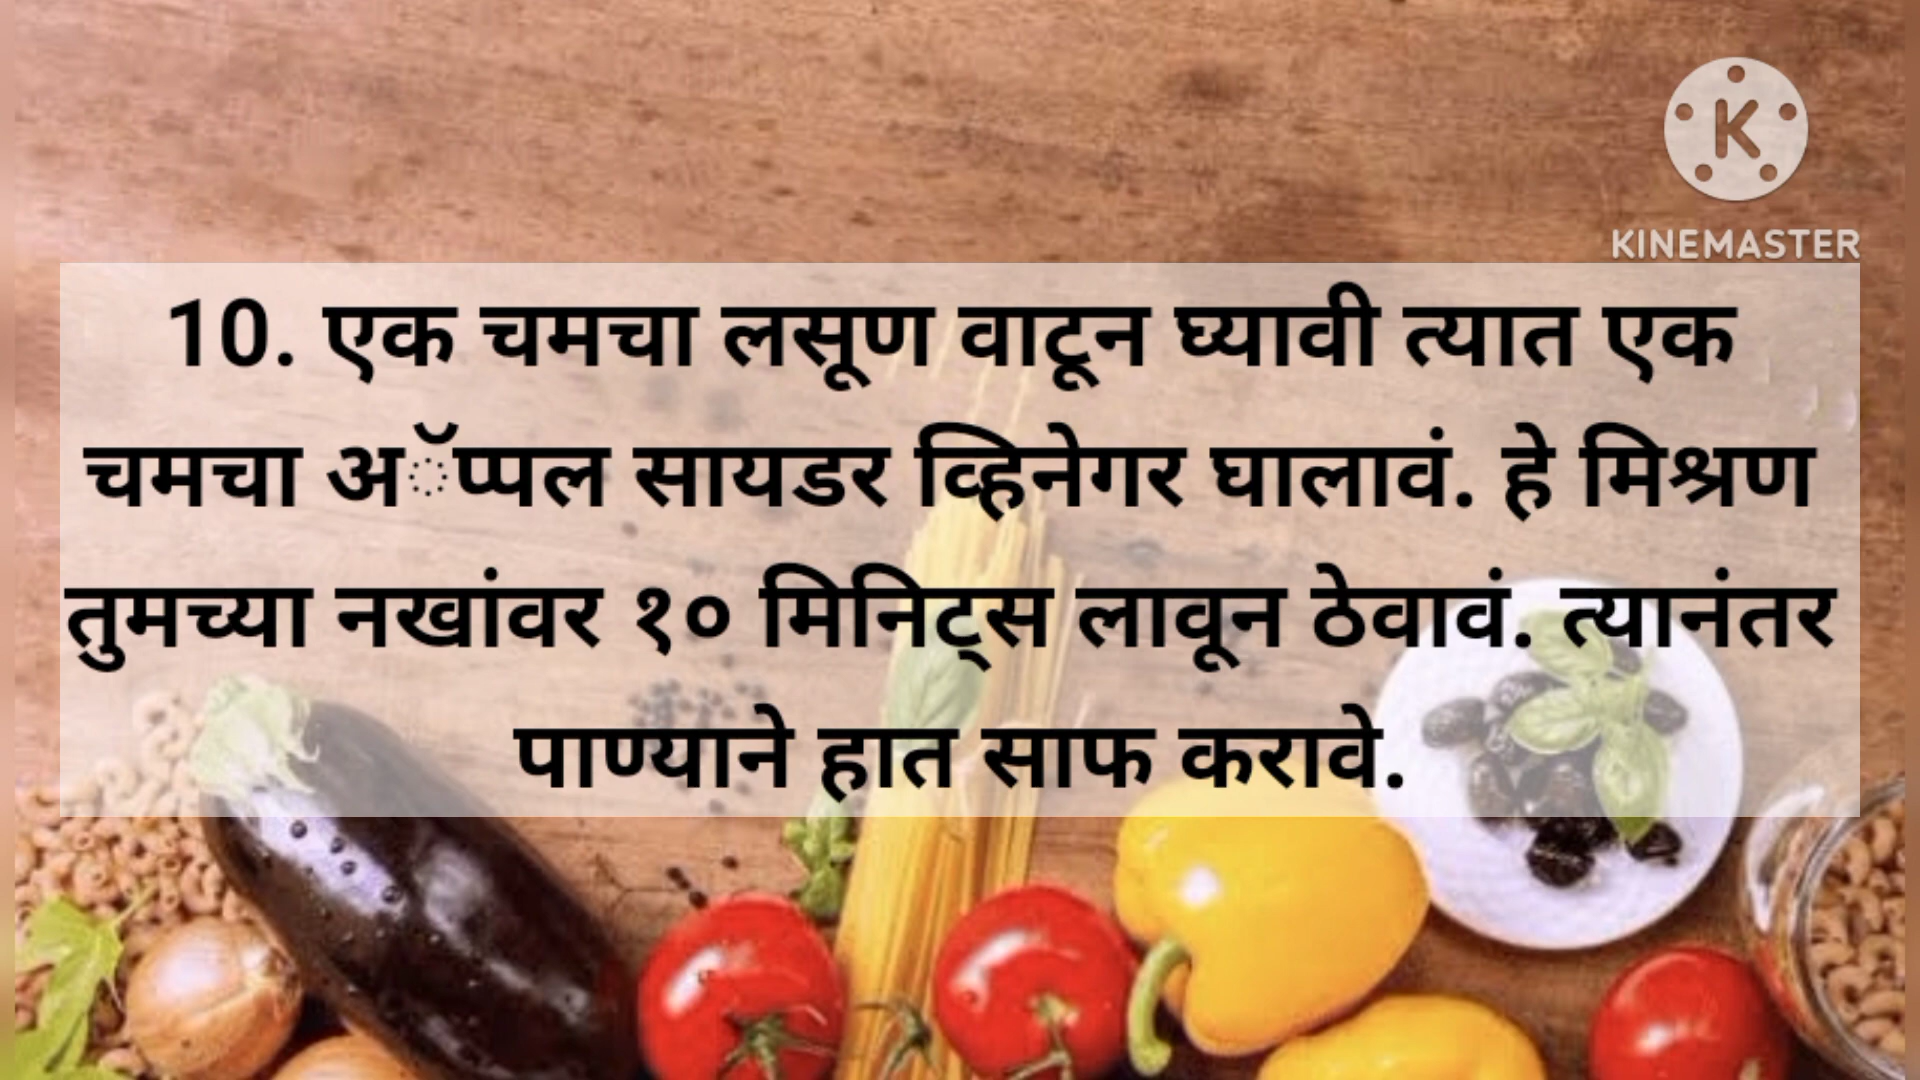 K
KINEMASTER
10. एक चमचा लसूण वाटून घ्यावी त्यात एक
चमचा अॅप्पल सायडर व्हिनेगर घालावं. हे मिश्रण
तुमच्या नखांवर १० मिनिट्स लावून ठेवावं. त्यानंतर
पाण्याने हात साफ करावे.